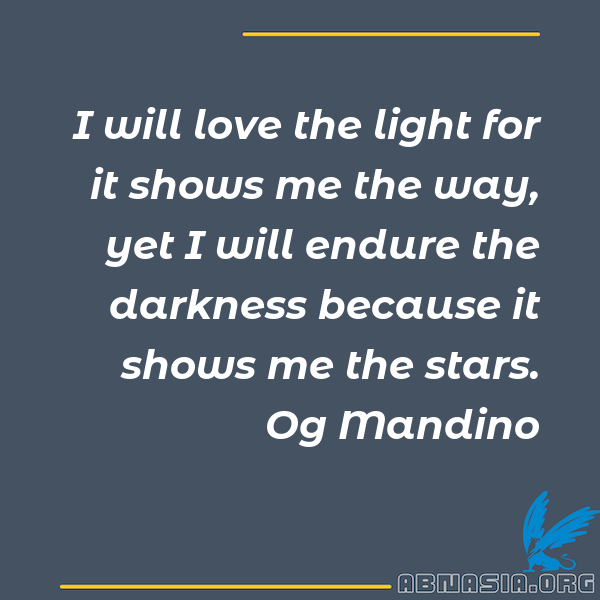 I will love the light for
it shows me the way,
yet I will endure the
darkness because it
shows me the stars.
Og Mandino
ABNASIA.ORG